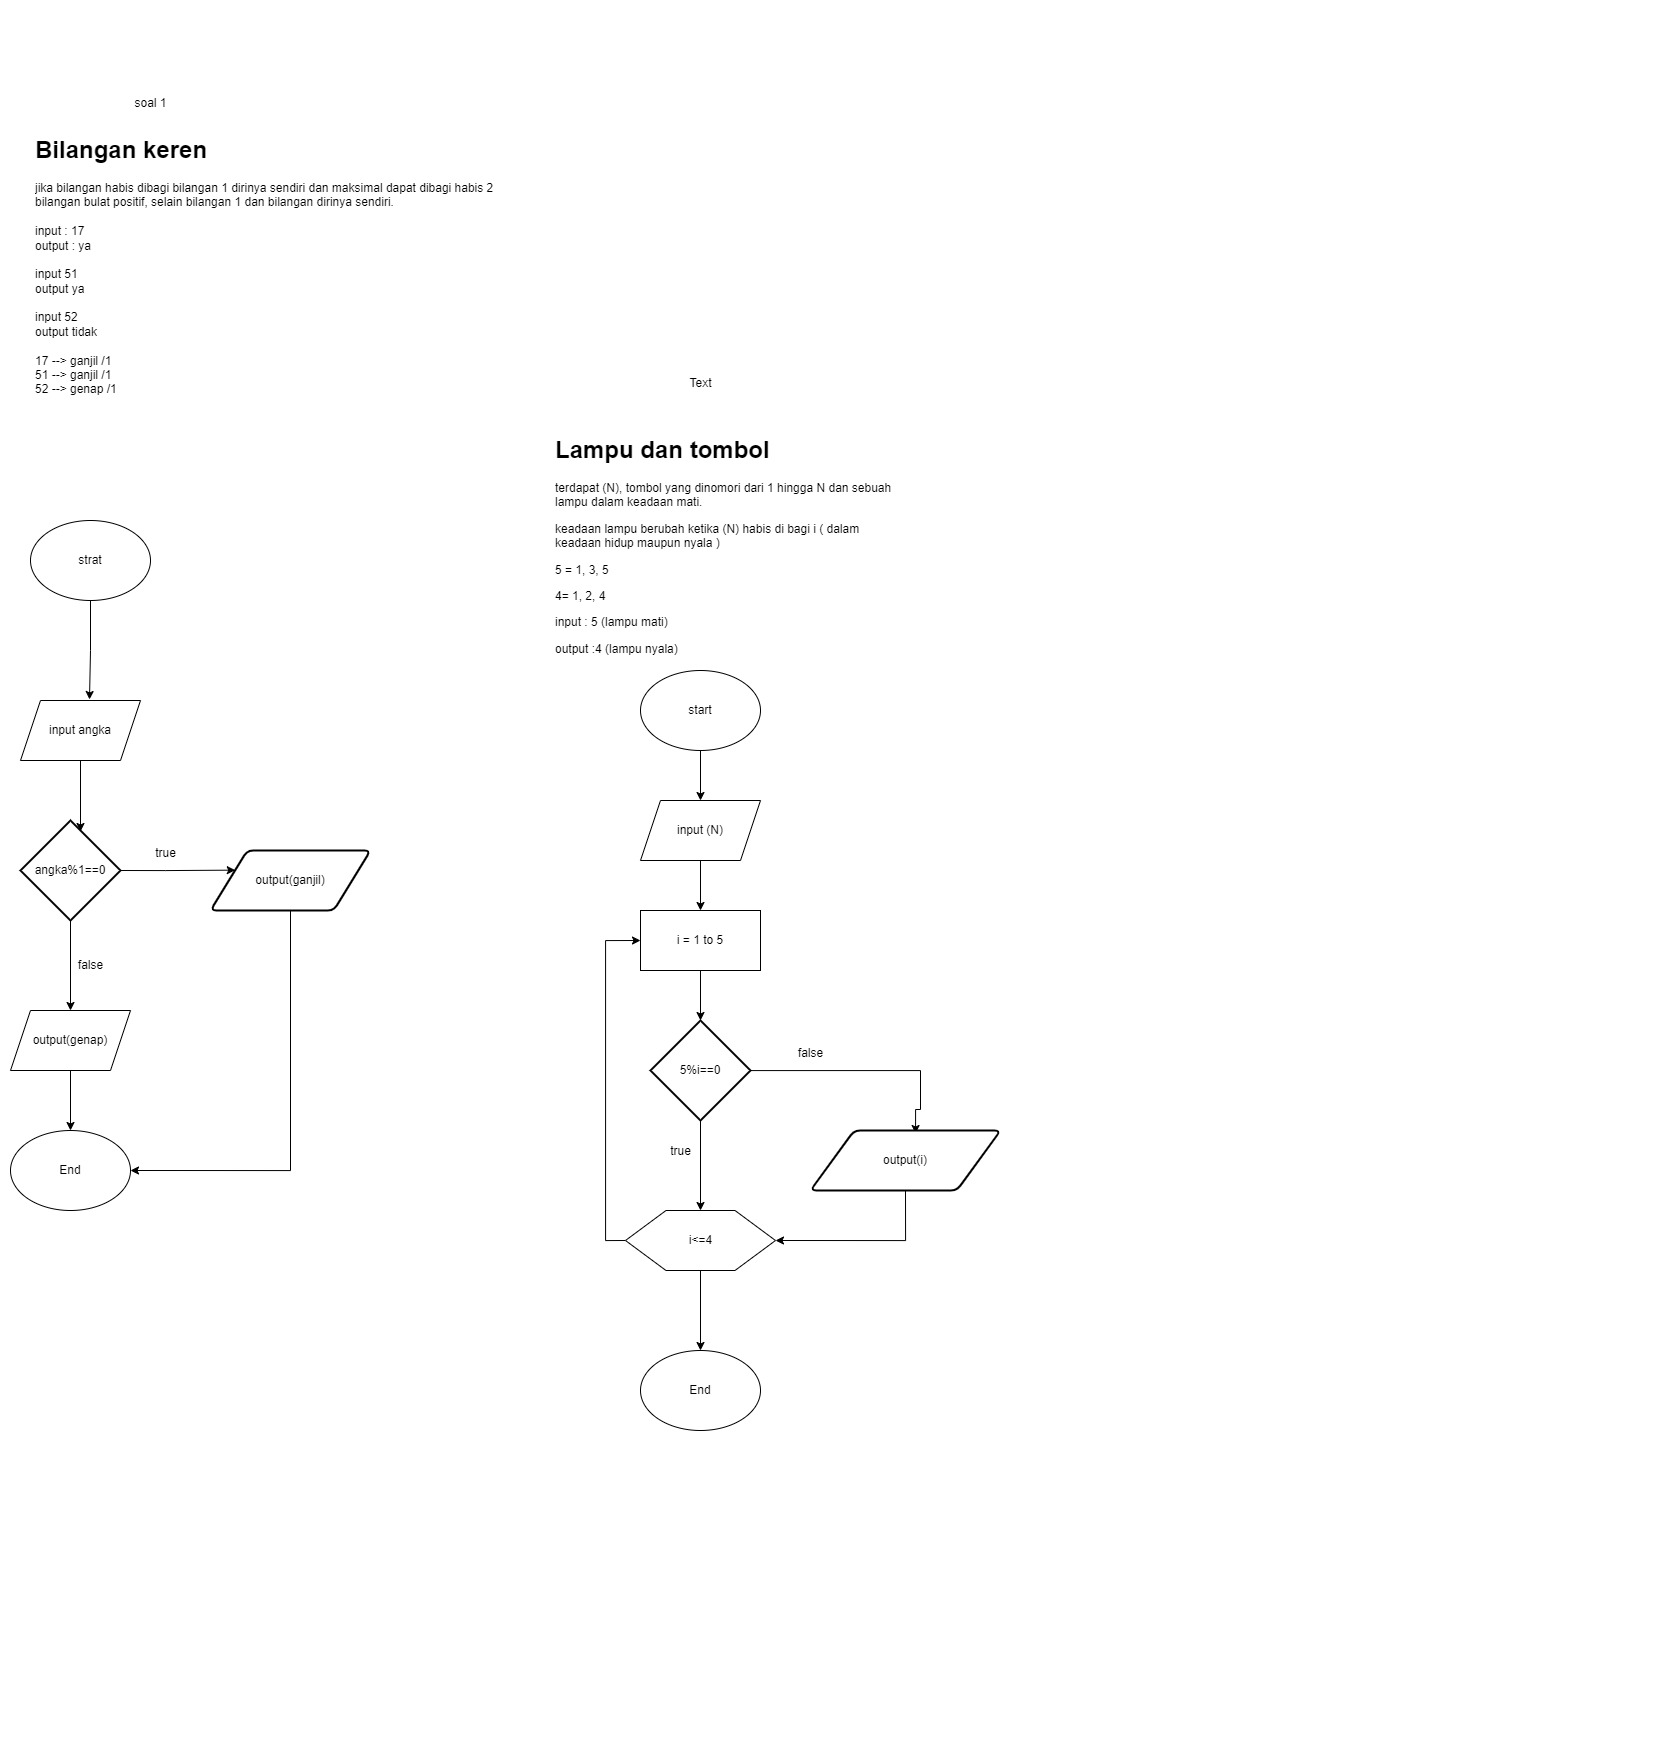 soal 1
Bilangan keren
jika bilangan habis dibagi bilangan 1 dirinya sendiri dan maksimal dapat dibagi habis 2
bilangan bulat positif, selain bilangan 1 dan bilangan dirinya sendiri.
input : 17
output : ya
input 51
output ya
input 52
output tidak
17 --> ganjil /1
51 --> ganjil /1
52 --> genap /1
strat
input angka
angka%1==0
true
output(ganjil)
false
output(genap)
End
Text
Lampu dan tombol
terdapat (N), tombol yang dinomori dari 1 hingga N dan sebuah
lampu dalam keadaan mati.
keadaan lampu berubah ketika (N) habis di bagi i ( dalam
keadaan hidup maupun nyala )
5 = 1, 3, 5
4= 1, 2, 4
input : 5 (lampu mati)
output :4 (lampu nyala)
start
input (N)
i = 1 to 5
5%i==0
false
true
output(i)
i<=4
End